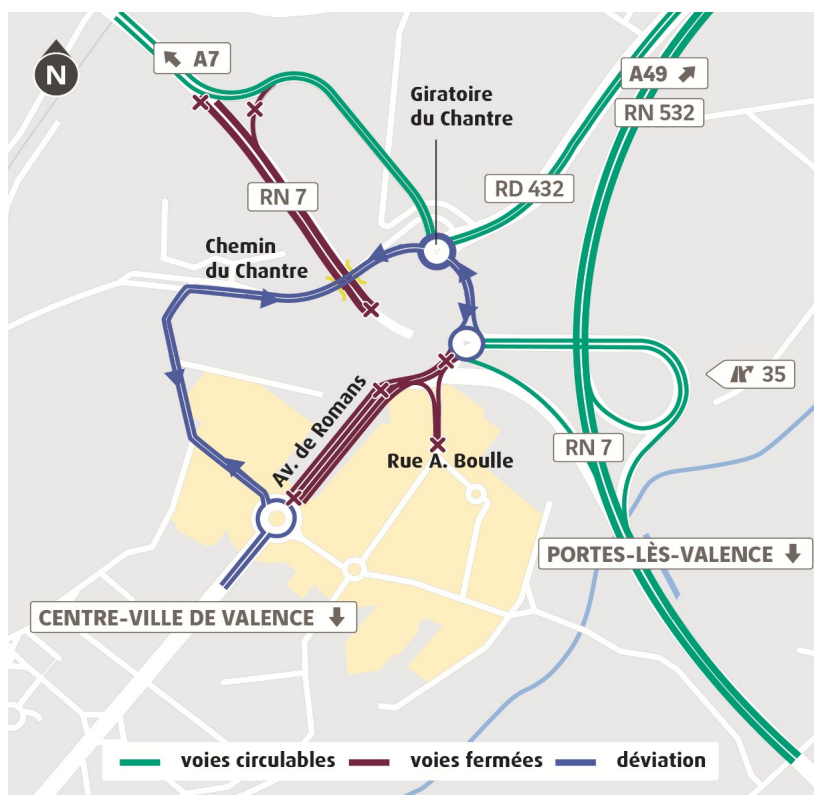 A7
A49
RN 532
N
Giratoire
du Chantre
RD 432
RN 7
Chemin
du Chantre
35
Av. de Romans
Rue A. Boulle
RN 7
PORTES-LÈS-VALENCE
CENTRE-VILLE DE VALENCE
voies circulables
voies fermées
déviation